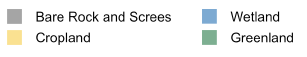 Bare Rock and Screes
Wetland
Cropland
Greenland